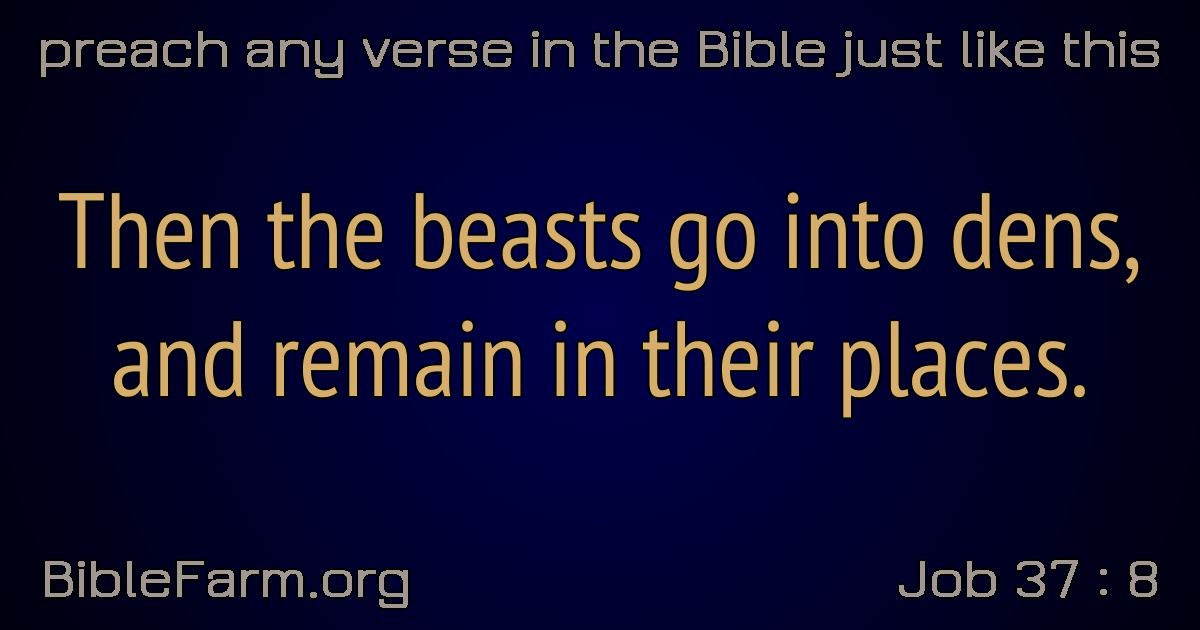 preach any verse in the Bible just like this
Then the beasts go into dens,
and remain in their places.
BibleFarm.org
Job 37 : 8